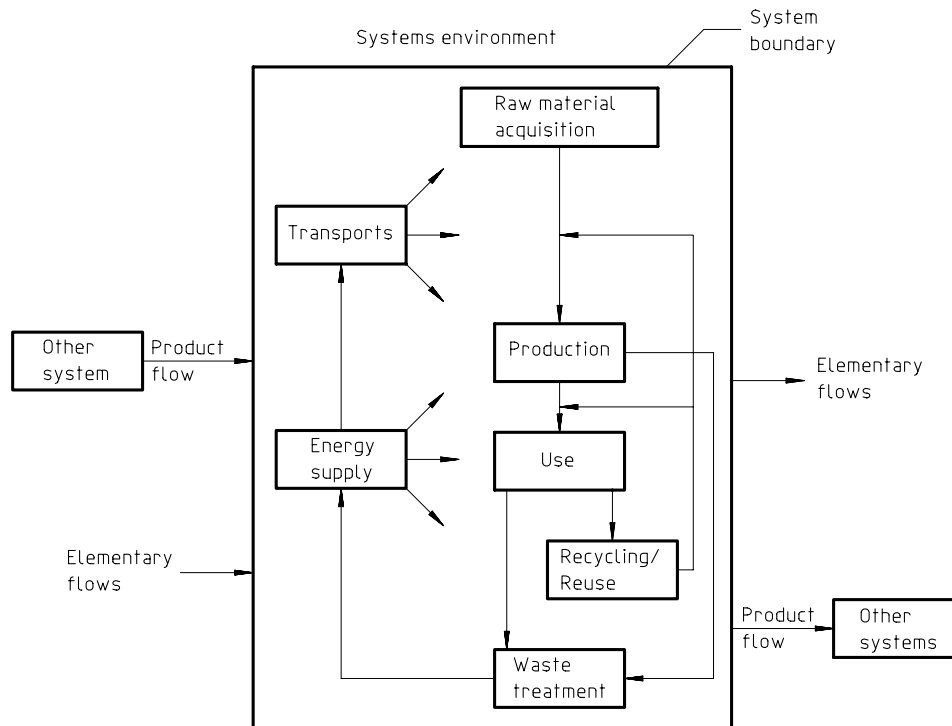 System
boundary
Systems environment
Raw material
acquisition
Transports
Other
system
Product
flow
Production
Elementary
flows
Energy
supply
Use
Elementary
flows
Recycling/
Reuse
Product
flow
Other
systems
Waste
treatment